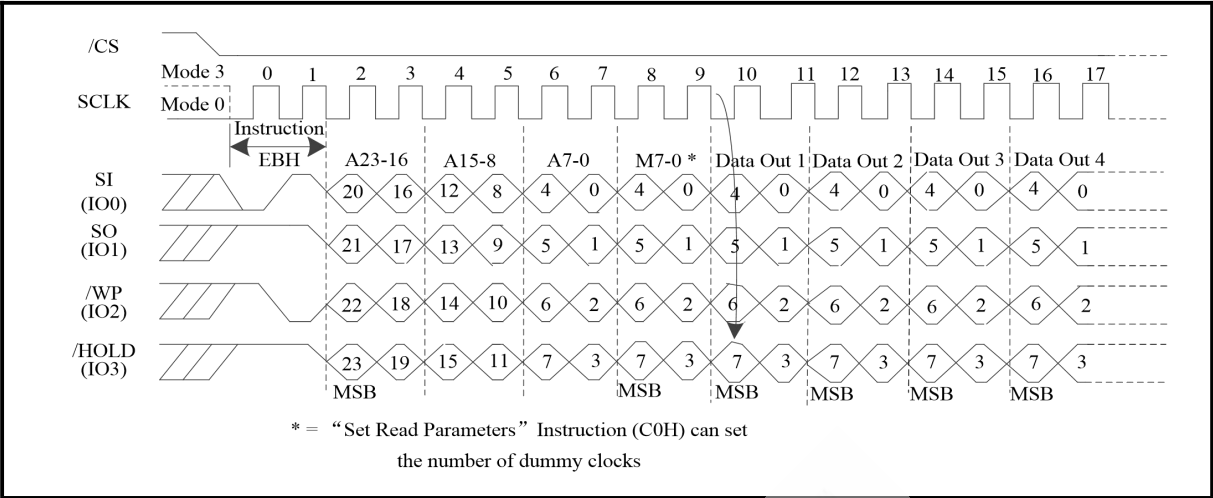 /CS
Mode 3 0 1 2 3 4 5 6 7 8 9 10 11 12 13 14 15 16 17
SCLK Mode 0
Instruction
EBH A23-16 A15-8 A7-0 M7-0 * Data Out 1 Data Out 2 Data Out 3 Data Out 4
SI
(IO0) 20 16 12 8 4 0 4 0 4 0 4 0 4 0 4 0
SO
(IO1) 21 17 13 9 5 1 5 1 5 1 5 1 5 1 5 1
/WP
(IO2) 22 18 14 10 6 2 6 2 6 2 6 2 6 2 6 2
/HOLD
(IO3) 23 19 15 11 7 3 7 3 7 3 7 3 7 3 7 3
MSB MSB MSB MSB MSB MSB
* = “Set Read Parameters” Instruction (C0H) can set
the number of dummy clocks